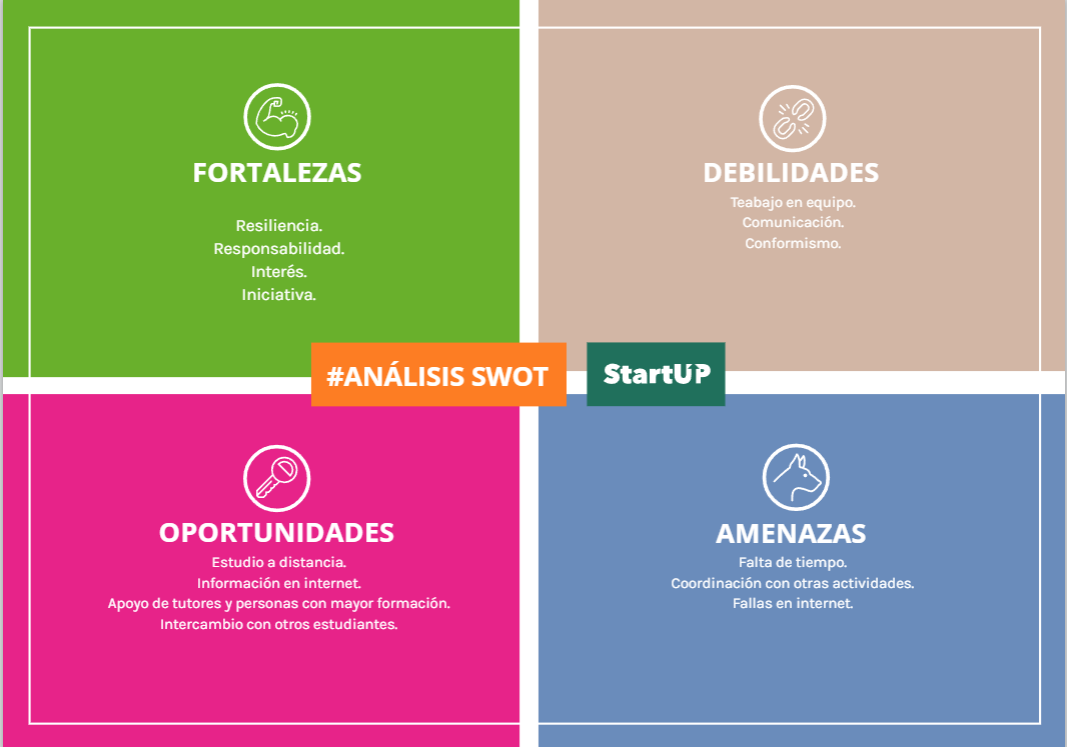 FORTALEZAS
Resiliencia.
Responsabilidad.
Interés.
Iniciativa.
DEBILIDADES
Teabajo en equipo.
Comunicación.
Conformismo.
#ANÁLISIS SWOT
StartUP
OPORTUNIDADES
Estudio a distancia.
Información en internet.
Apoyo de tutores y personas con mayor formación.
Intercambio con otros estudiantes.
AMENAZAS
Falta de tiempo.
Coordinación con otras actividades.
Fallas en internet.